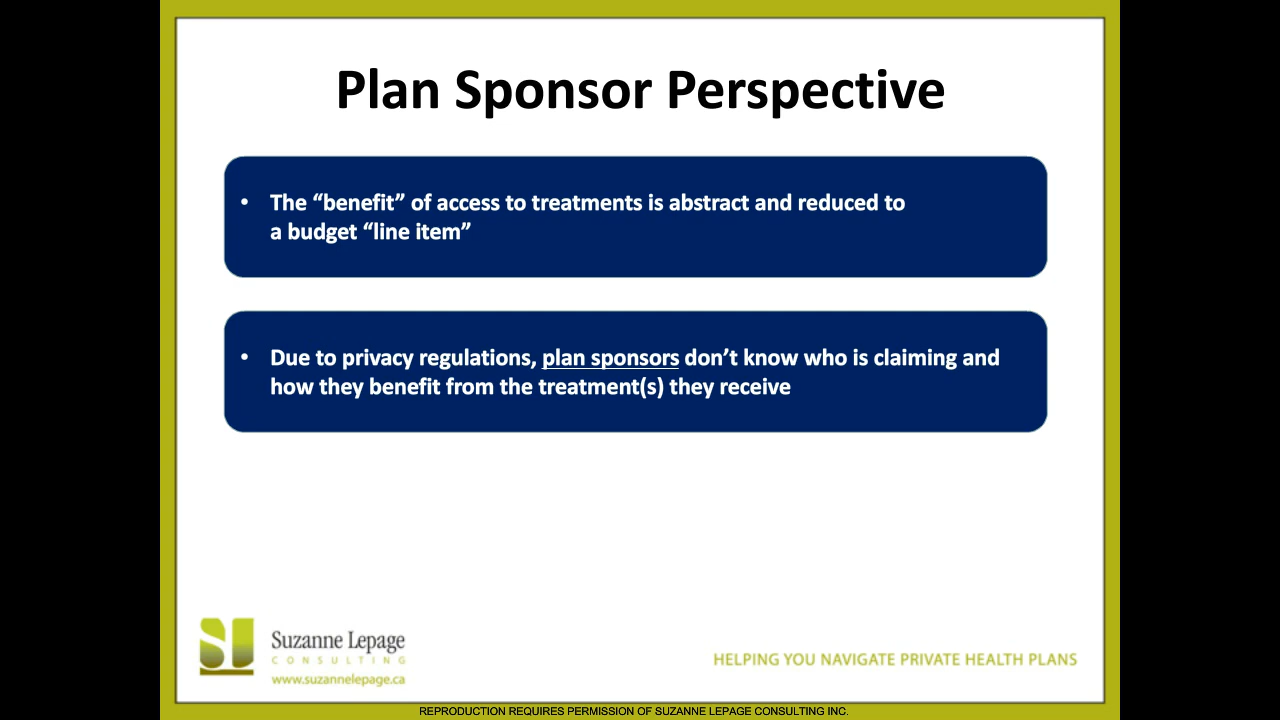 Plan Sponsor Perspective
• The “benefit” of access to treatments is abstract and reduced to
a budget “line item”
• Due to privacy regulations, plan sponsors don’t know who is claiming and
how they benefit from the treatment(s) they receive
SL
Suzanne Lepage
CONSULTING
www.suzannelepage.ca
HELPING YOU NAVIGATE PRIVATE HEALTH PLANS
REPRODUCTION REQUIRES PERMISSION OF SUZANNE LEPAGE CONSULTING INC.